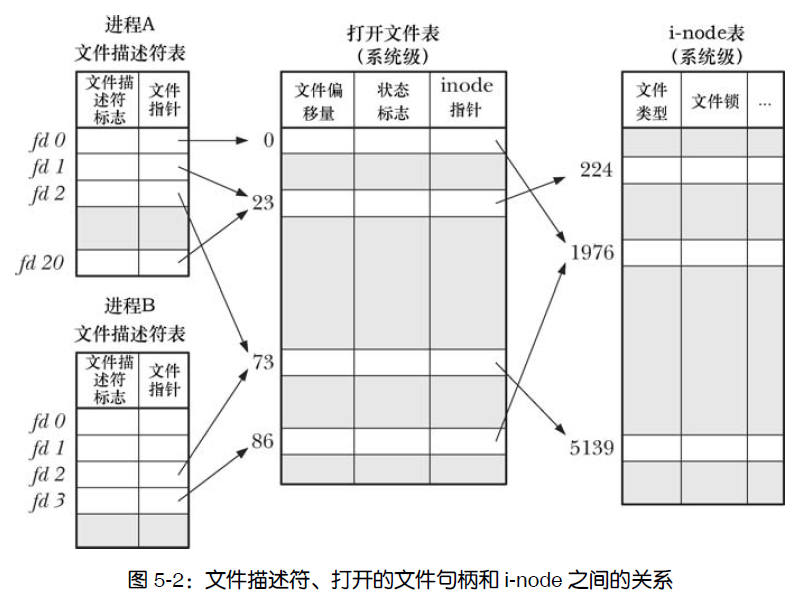 进程A
文件描述符表
文件描
述符
标志
文件
指针
fd 0
fd 1
fd 2
fd 20
进程B
文件描述符表
文件描
述符
标志
文件
指针
fd 0
fd 1
fd 2
fd 3
打开文件表
(系统级)
文件偏
移量
状态
标志
inode
指针
0
23
73
86
i-node表
(系统级)
文件
类型
文件锁
...
224
1976
5139
图 5-2：文件描述符、打开的文件句柄和 i-node 之间的关系